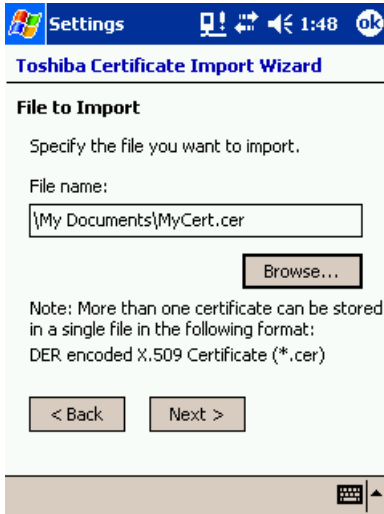 Settings 1:48 ok
Toshiba Certificate Import Wizard
File to Import
Specify the file you want to import.
File name:
\My Documents\MyCert.cer
Browse...
Note: More than one certificate can be stored
in a single file in the following format:
DER encoded X.509 Certificate (*.cer)
< Back Next >